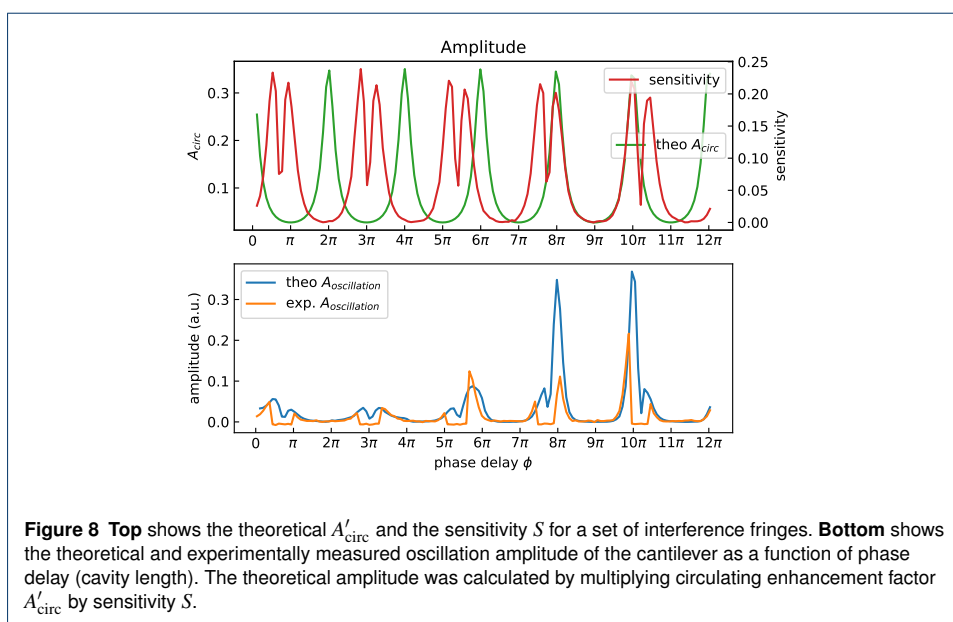 Amplitude
0.25
0.20
0.15
0.10
0.05
0.00
sensitivity
0.3
0.2
0.1
A_circ
sensitivity
theo A_circ
0 π 2π 3π 4π 5π 6π 7π 8π 9π 10π 11π 12π
theo A_oscillation
exp. A_oscillation
0.3
0.2
0.1
0.0
amplitude (a.u.)
0 π 2π 3π 4π 5π 6π 7π 8π 9π 10π 11π 12π
phase delay ϕ
Figure 8 Top shows the theoretical A′_circ and the sensitivity S for a set of interference fringes. Bottom shows
the theoretical and experimentally measured oscillation amplitude of the cantilever as a function of phase
delay (cavity length). The theoretical amplitude was calculated by multiplying circulating enhancement factor
A′_circ by sensitivity S.